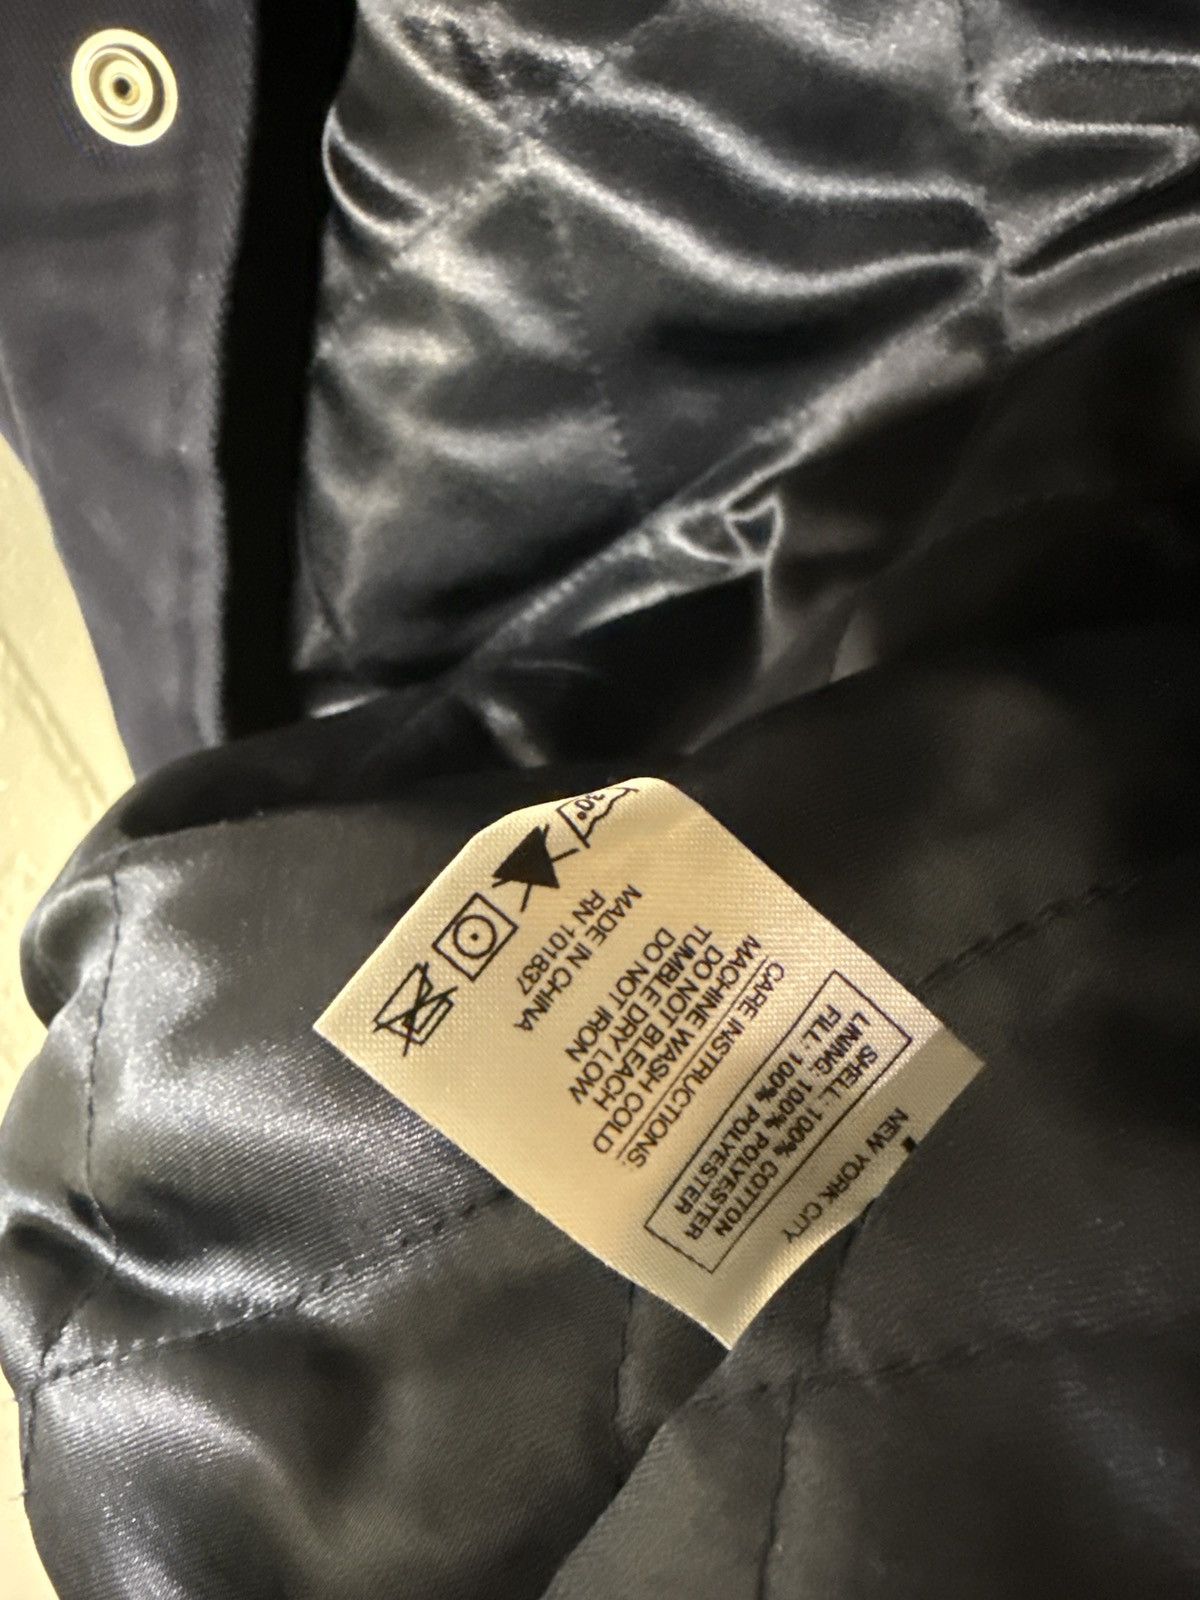 NEW YORK CITY
SHELL: 100% COTTON
LINING: 100% POLYESTER
FILL: 100% POLYESTER
CARE INSTRUCTIONS:
MACHINE WASH COLD
DO NOT BLEACH
TUMBLE DRY LOW
DO NOT IRON
MADE IN CHINA
RN 101837
30°